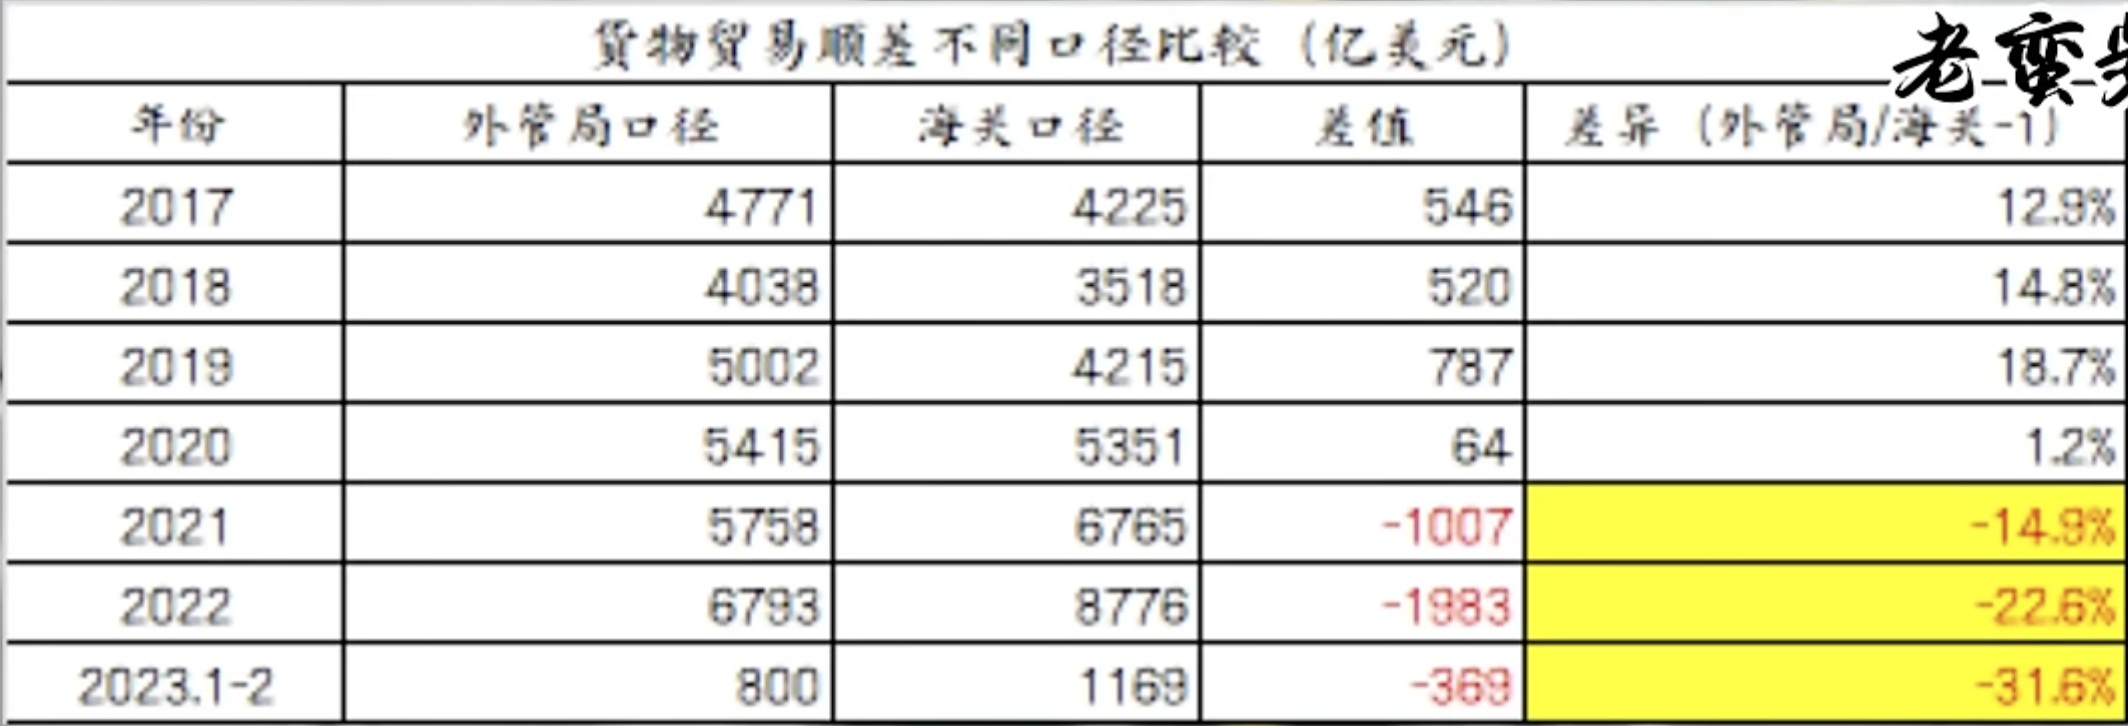 货物贸易顺差不同口径比较（亿美元）
老蛮
年份 外管局口径 海关口径 差值 差异（外管局/海关-1）
2017 4771 4225 546 12.9%
2018 4038 3518 520 14.8%
2019 5002 4215 787 18.7%
2020 5415 5351 64 1.2%
2021 5758 6765 -1007 -14.9%
2022 6793 8776 -1983 -22.6%
2023.1-2 800 1169 -369 -31.6%